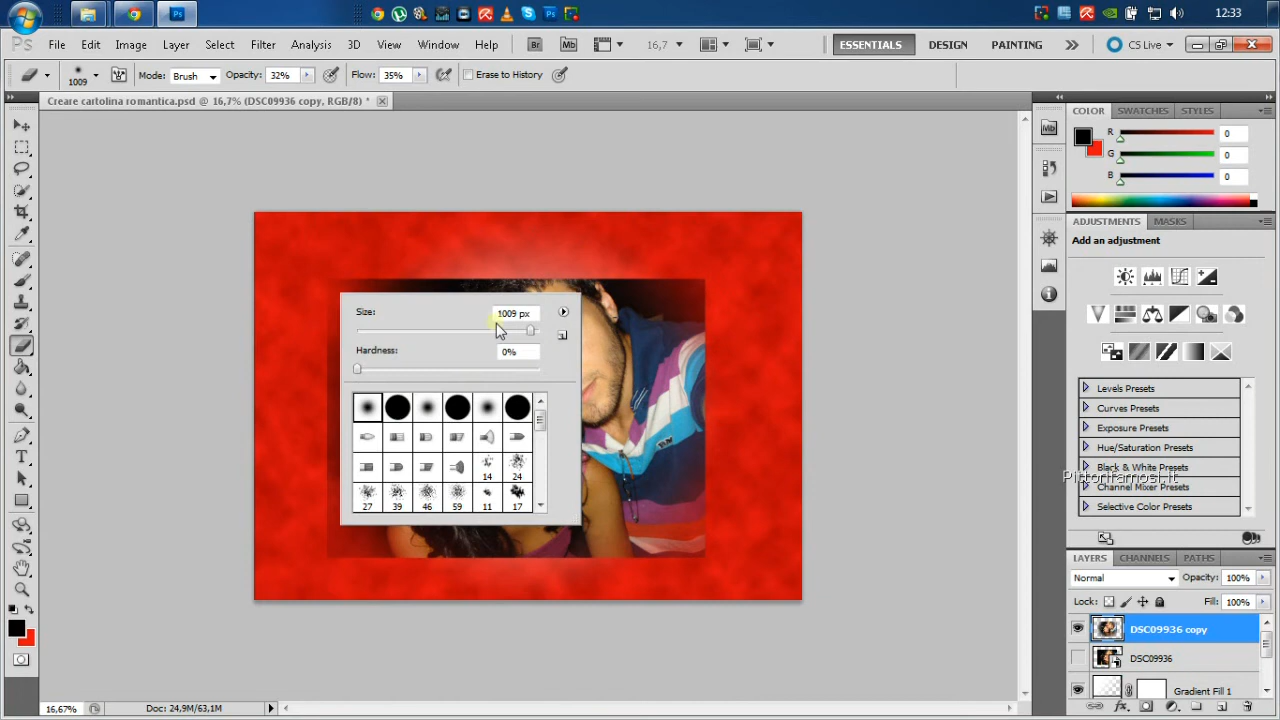 12:33
Ps File Edit Image Layer Select Filter Analysis 3D View Window Help Br Mb 16,7 ESSENTIALS DESIGN PAINTING CS Live
1009 Mode: Brush Opacity: 32% Flow: 35% Erase to History
Creare cartolina romantica.psd @ 16,7% (DSC09936 copy, RGB/8) *
COLOR SWATCHES STYLES
R 0
G 0
B 0
ADJUSTMENTS MASKS
Add an adjustment
Size: 1009 px
Hardness: 0%
14 24
27 39 46 59 11 17
Levels Presets
Curves Presets
Exposure Presets
Hue/Saturation Presets
Black & White Presets
Pittorifamosi.it
Channel Mixer Presets
Selective Color Presets
LAYERS CHANNELS PATHS
Normal Opacity: 100%
Lock: Fill: 100%
DSC09936 copy
DSC09936
Gradient Fill 1
16,67% Doc: 24,9M/63,1M